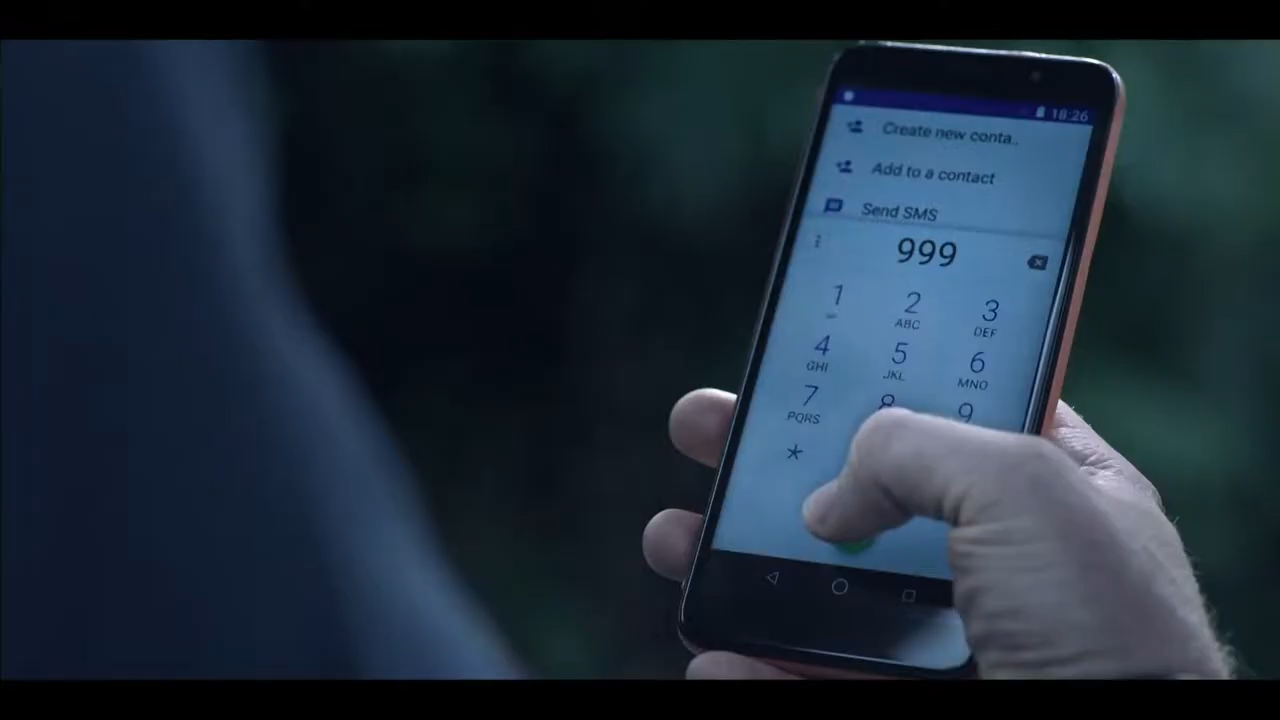 18:26
Create new conta..
Add to a contact
Send SMS
999
1 2 3
ABC DEF
4 5 6
GHI JKL MNO
7 8 9
PQRS
*